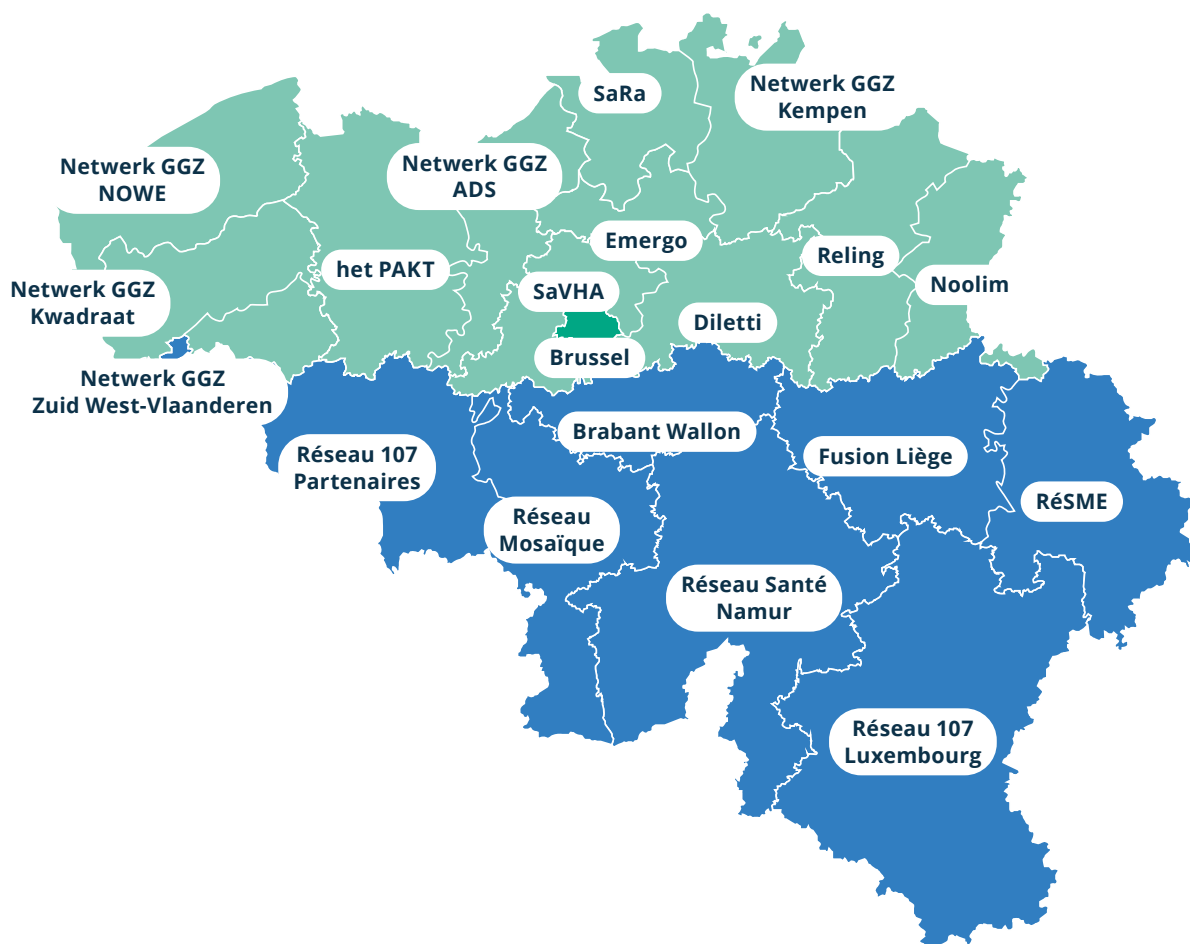 SaRa
Netwerk GGZ
Kempen
Netwerk GGZ
NOWE
Netwerk GGZ
ADS
Emergo
Reling
het PAKT
Noolim
Netwerk GGZ
Kwadraat
SaVHA
Diletti
Brussel
Netwerk GGZ
Zuid West-Vlaanderen
Brabant Wallon
Réseau 107
Partenaires
Fusion Liège
RéSME
Réseau
Mosaïque
Réseau Santé
Namur
Réseau 107
Luxembourg